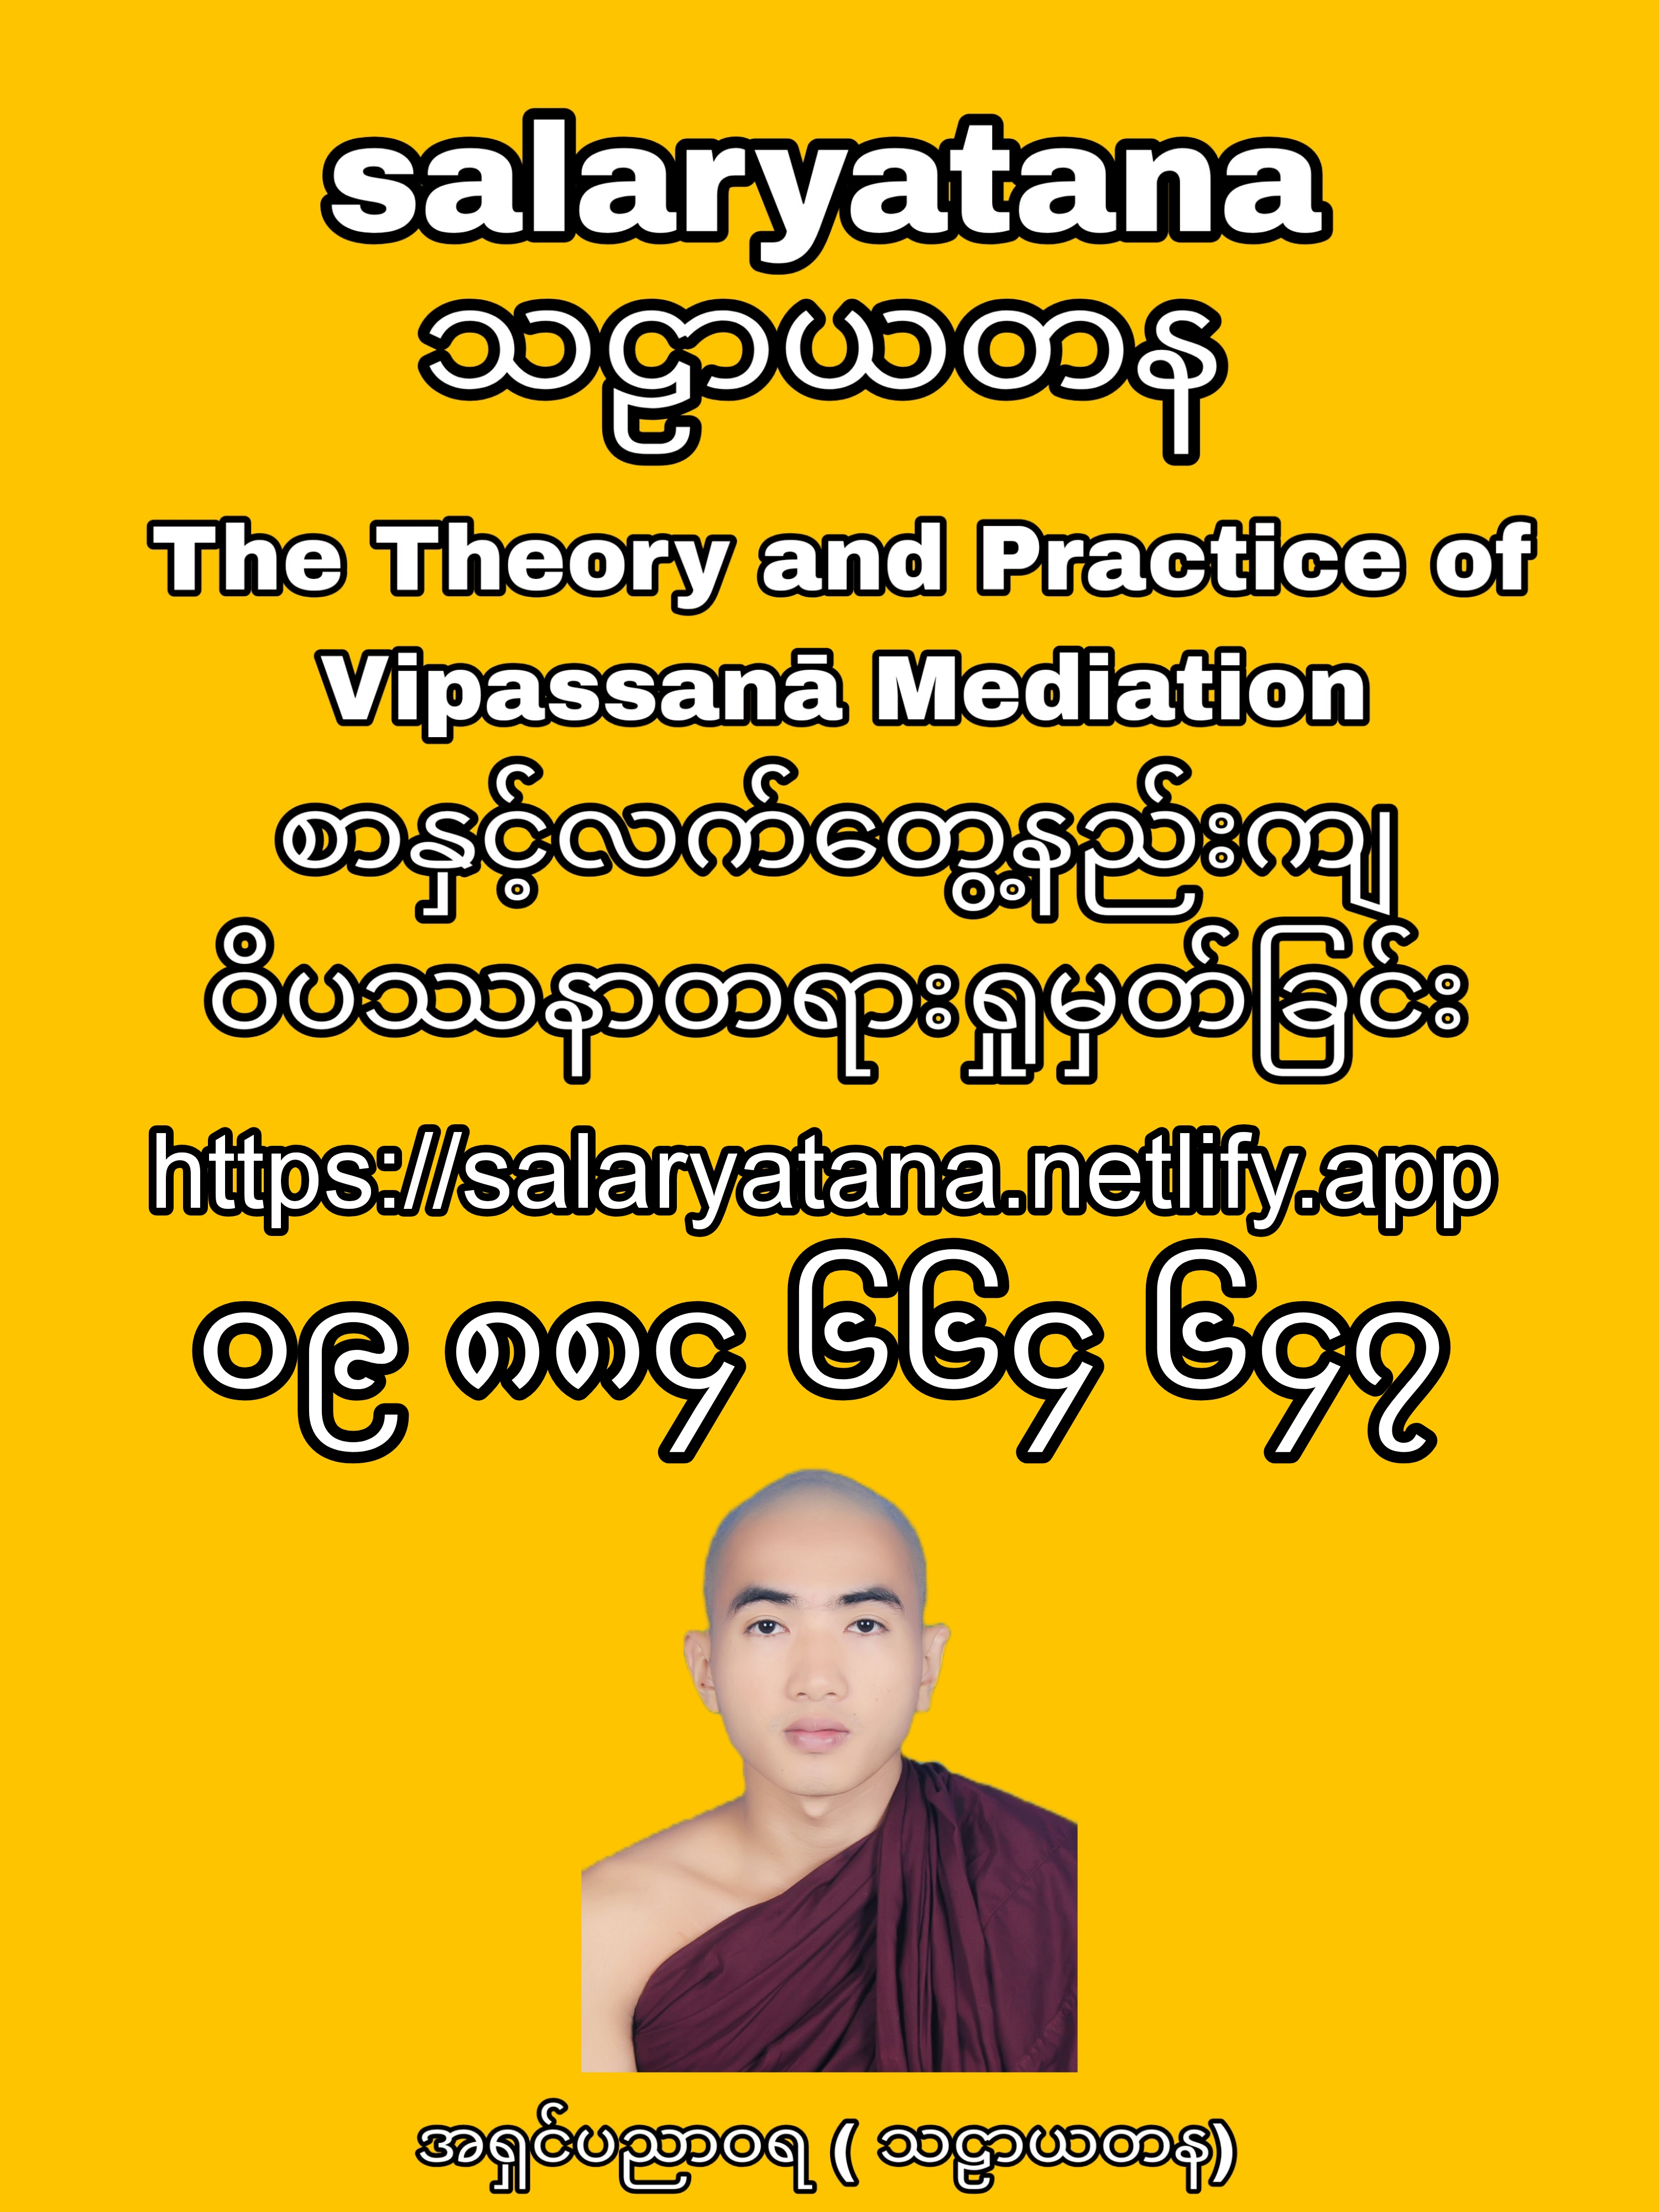 salaryatana
သဠာယတန
The Theory and Practice of
Vipassanā Mediation
စာနှင့်လက်တွေ့နည်းကျ
ဝိပဿနာတရားရှုမှတ်ခြင်း
https://salaryatana.netlify.app
၀၉ ၈၈၄ ၆၆၄ ၆၄၇
အရှင်ပညာဝရ ( သဠာယတန)